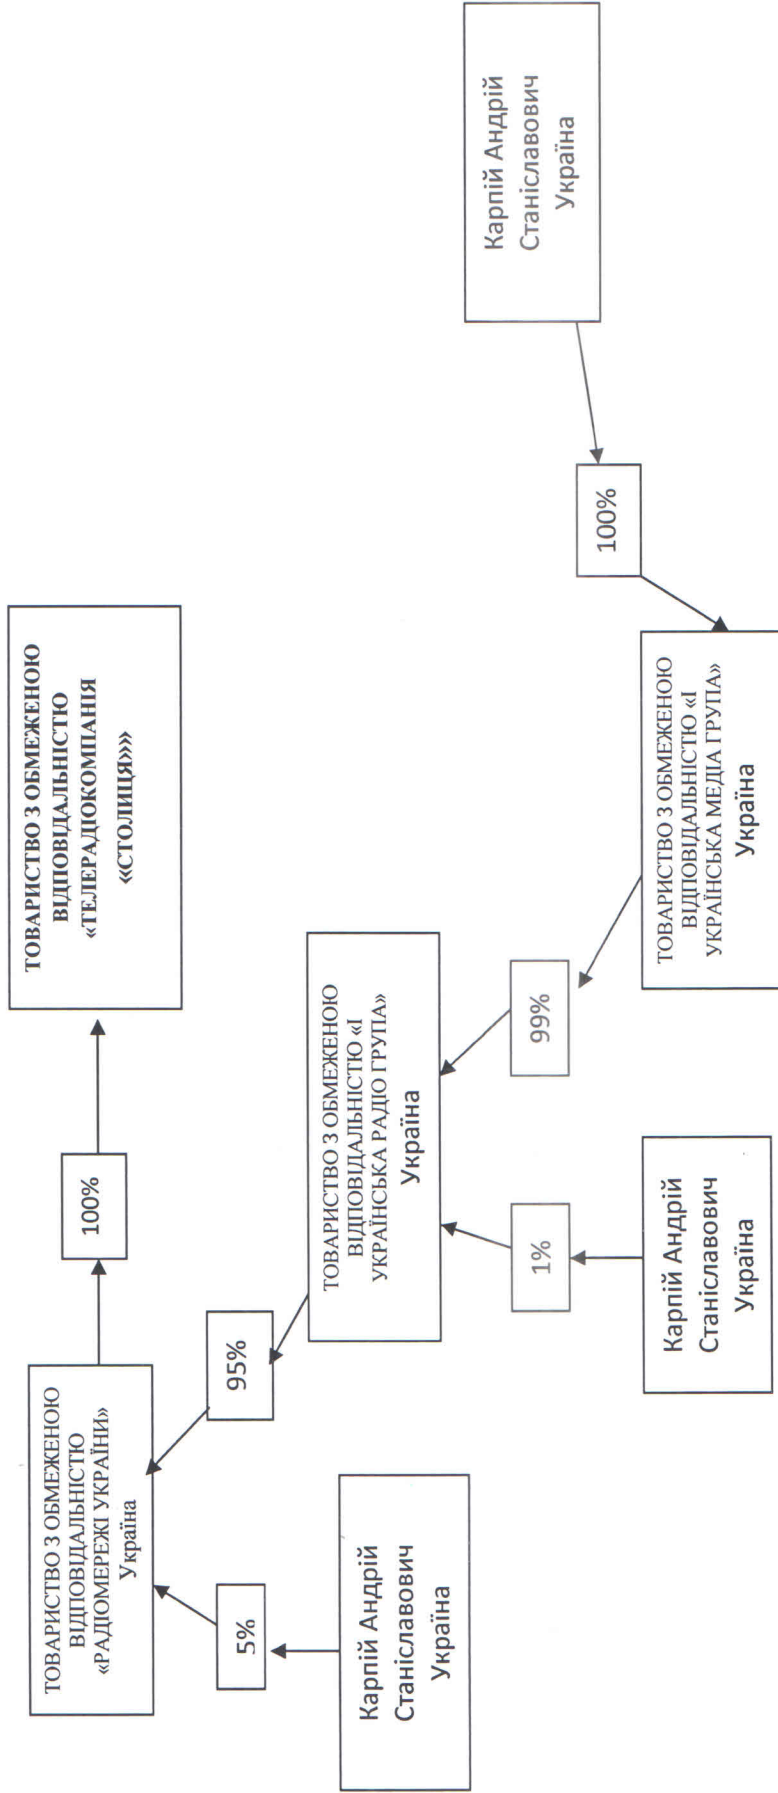 ТОВАРИСТВО З ОБМЕЖЕНОЮ
ВІДПОВІДАЛЬНІСТЮ
«РАДІОМЕРЕЖІ УКРАЇНИ»
Україна
100%
ТОВАРИСТВО З ОБМЕЖЕНОЮ
ВІДПОВІДАЛЬНІСТЮ
«ТЕЛЕРАДІОКОМПАНІЯ
«СТОЛИЦЯ»»
5%
95%
Карпій Андрій
Станіславович
Україна
ТОВАРИСТВО З ОБМЕЖЕНОЮ
ВІДПОВІДАЛЬНІСТЮ «І
УКРАЇНСЬКА РАДІО ГРУПА»
Україна
Карпій Андрій
Станіславович
Україна
1%
99%
100%
Карпій Андрій
Станіславович
Україна
ТОВАРИСТВО З ОБМЕЖЕНОЮ
ВІДПОВІДАЛЬНІСТЮ «І
УКРАЇНСЬКА МЕДІА ГРУПА»
Україна